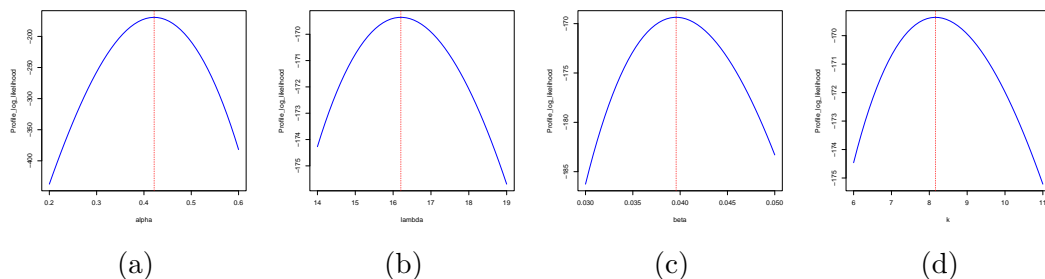 Profile_log_likelihood
-200
-250
-300
-350
-400
0.2 0.3 0.4 0.5 0.6
alpha
(a)
Profile_log_likelihood
-170
-171
-172
-173
-174
-175
14 15 16 17 18 19
lambda
(b)
Profile_log_likelihood
-170
-175
-180
-185
0.030 0.035 0.040 0.045 0.050
beta
(c)
Profile_log_likelihood
-170
-171
-172
-173
-174
-175
6 7 8 9 10 11
k
(d)